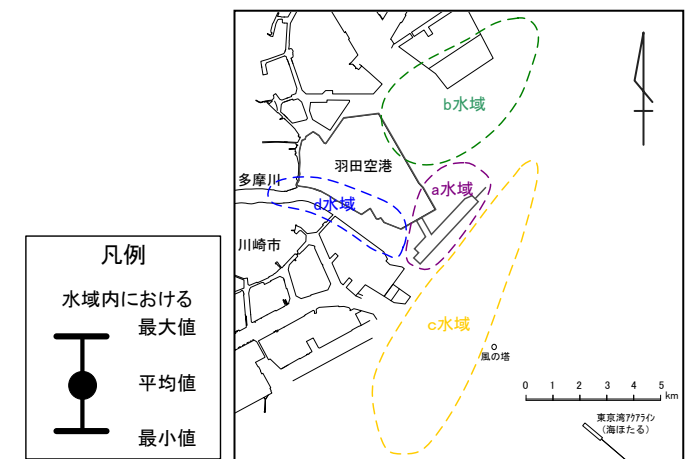 b水域
羽田空港
多摩川
a水域
d水域
川崎市
凡例
水域内における
最大値
平均値
最小値
c水域
風の塔
0 1 2 3 4 5
km
東京湾アクアライン
(海ほたる)